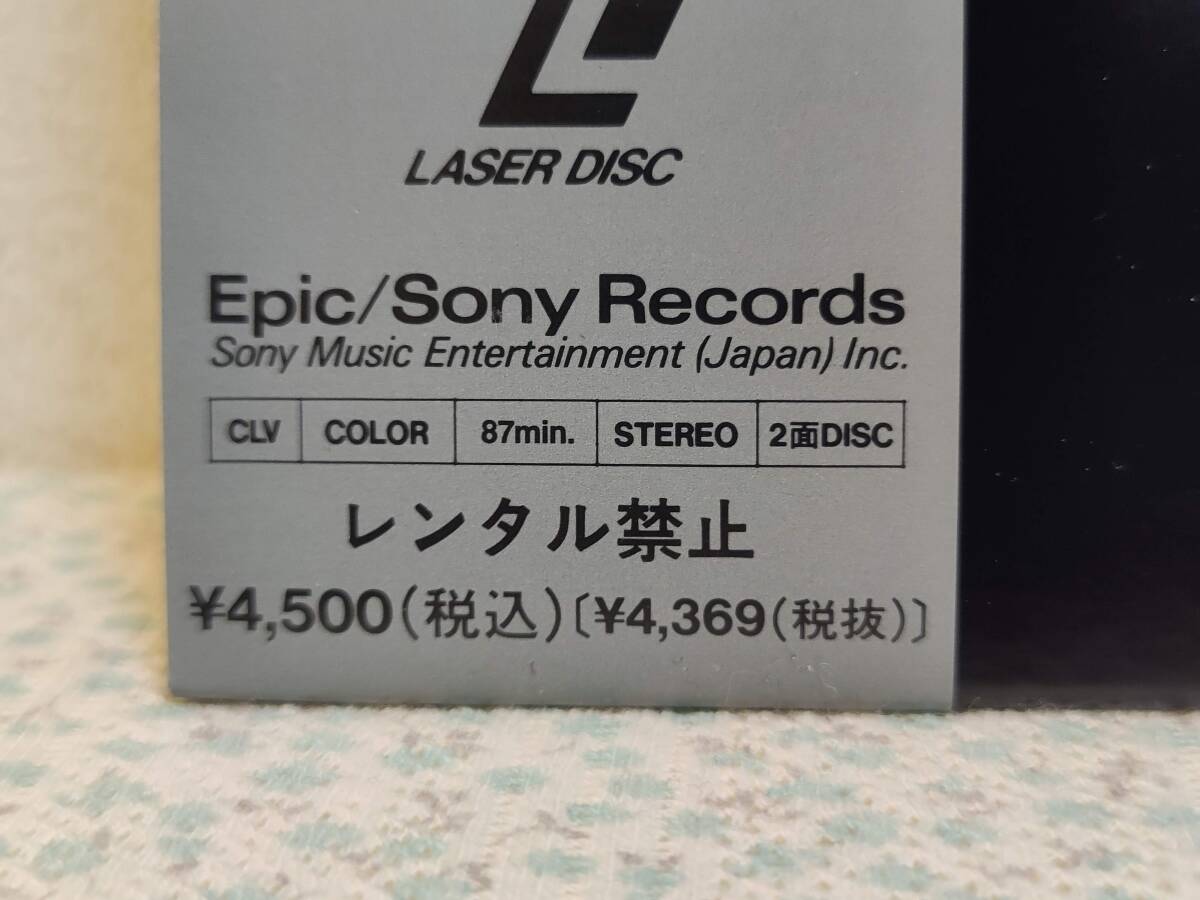 LASER DISC
Epic/Sony Records
Sony Music Entertainment (Japan) Inc.
CLV COLOR 87min. STEREO 2面DISC
レンタル禁止
¥4,500(税込)〔¥4,369(税抜)〕